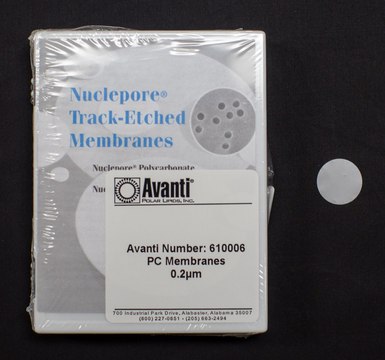 Nuclepore®
Track-Etched
Membranes
Nuclepore® Polycarbonate
Nu
Avanti®
POLAR LIPIDS, INC.
Avanti Number: 610006
PC Membranes
0.2µm
700 Industrial Park Drive, Alabaster, Alabama 35007
(800) 227-0651 - (205) 663-2494